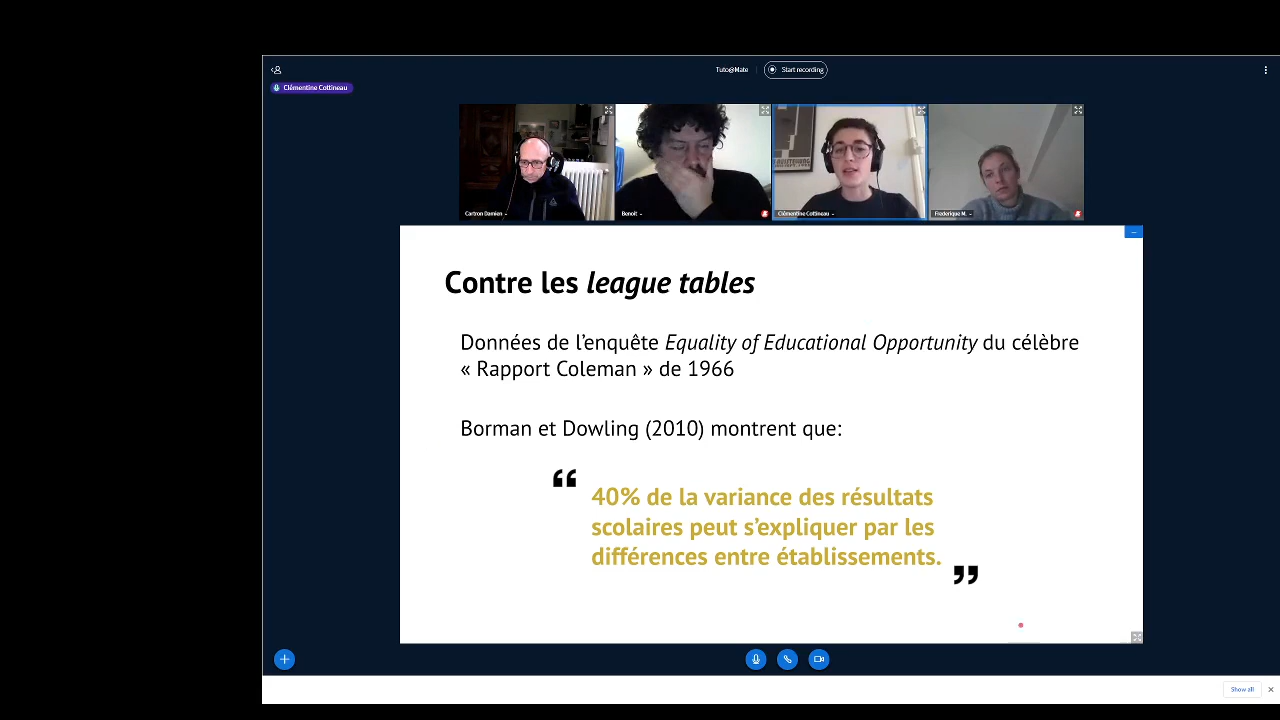 Tuto@Mate
Start recording
Clémentine Cottineau
Cartron Damien
Benoit
Clémentine Cottineau
Frederique M.
Contre les league tables
Données de l'enquête Equality of Educational Opportunity du célèbre
« Rapport Coleman » de 1966
Borman et Dowling (2010) montrent que:
“
40% de la variance des résultats
scolaires peut s'expliquer par les
différences entre établissements.
”
Show all